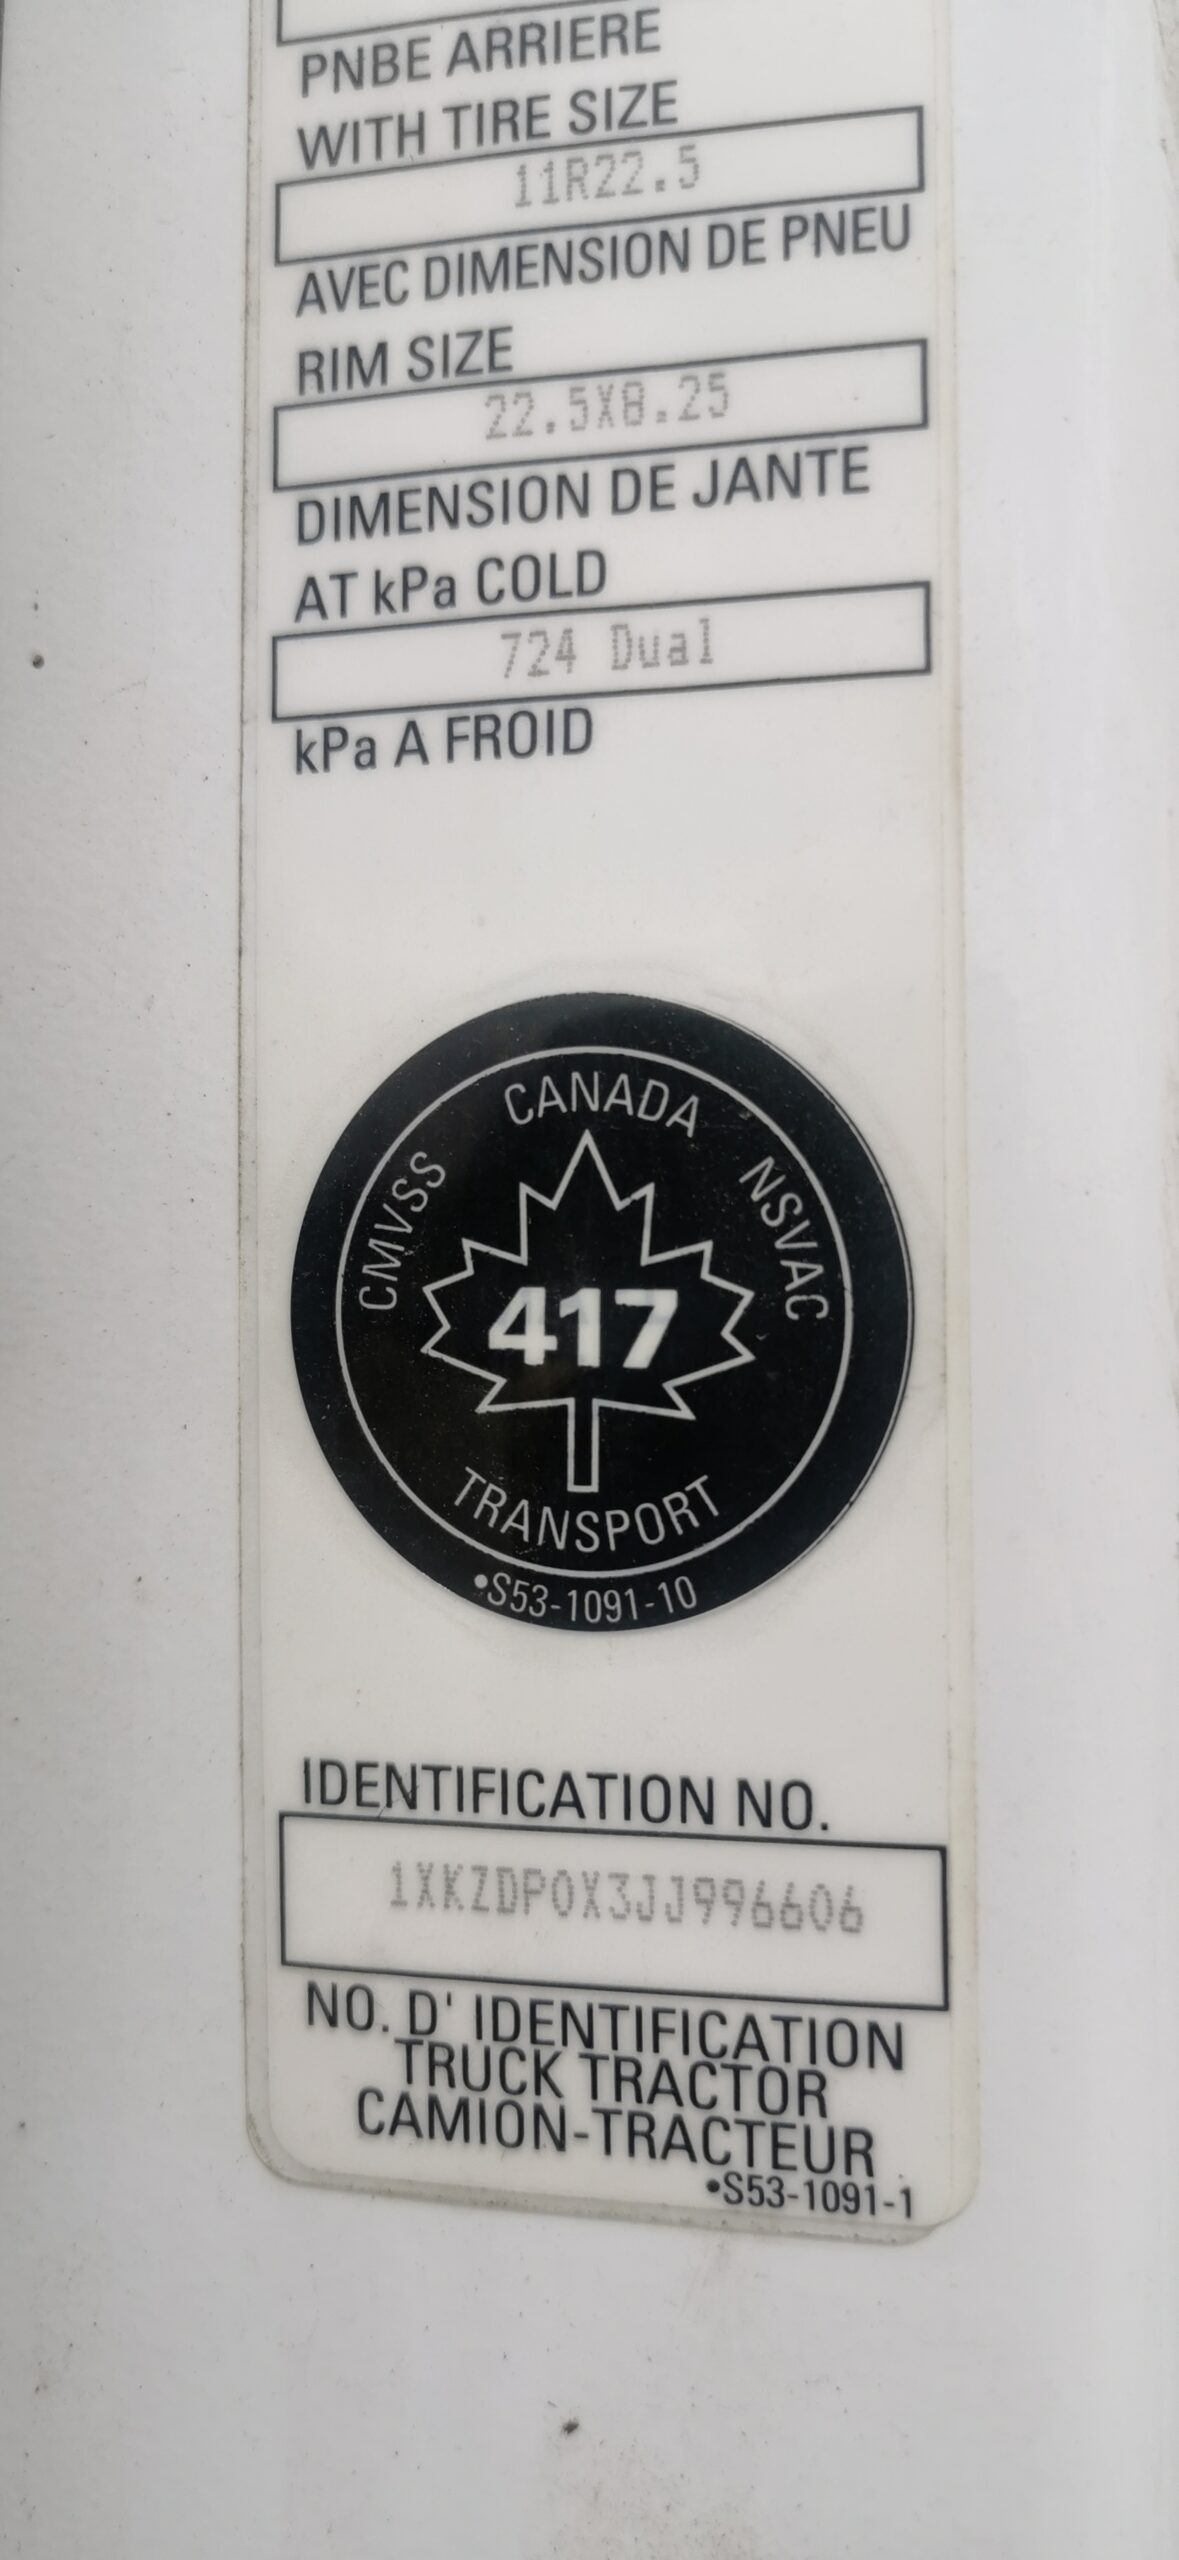 PNBE ARRIERE
WITH TIRE SIZE
11R22.5
AVEC DIMENSION DE PNEU
RIM SIZE
22.5X8.25
DIMENSION DE JANTE
AT kPa COLD
724 Dual
kPa A FROID
CANADA
CMVSS
NSVAC
417
TRANSPORT
•S53-1091-10
IDENTIFICATION NO.
1XKZDP0X3JJ996606
NO. D' IDENTIFICATION
TRUCK TRACTOR
CAMION-TRACTEUR
•S53-1091-1